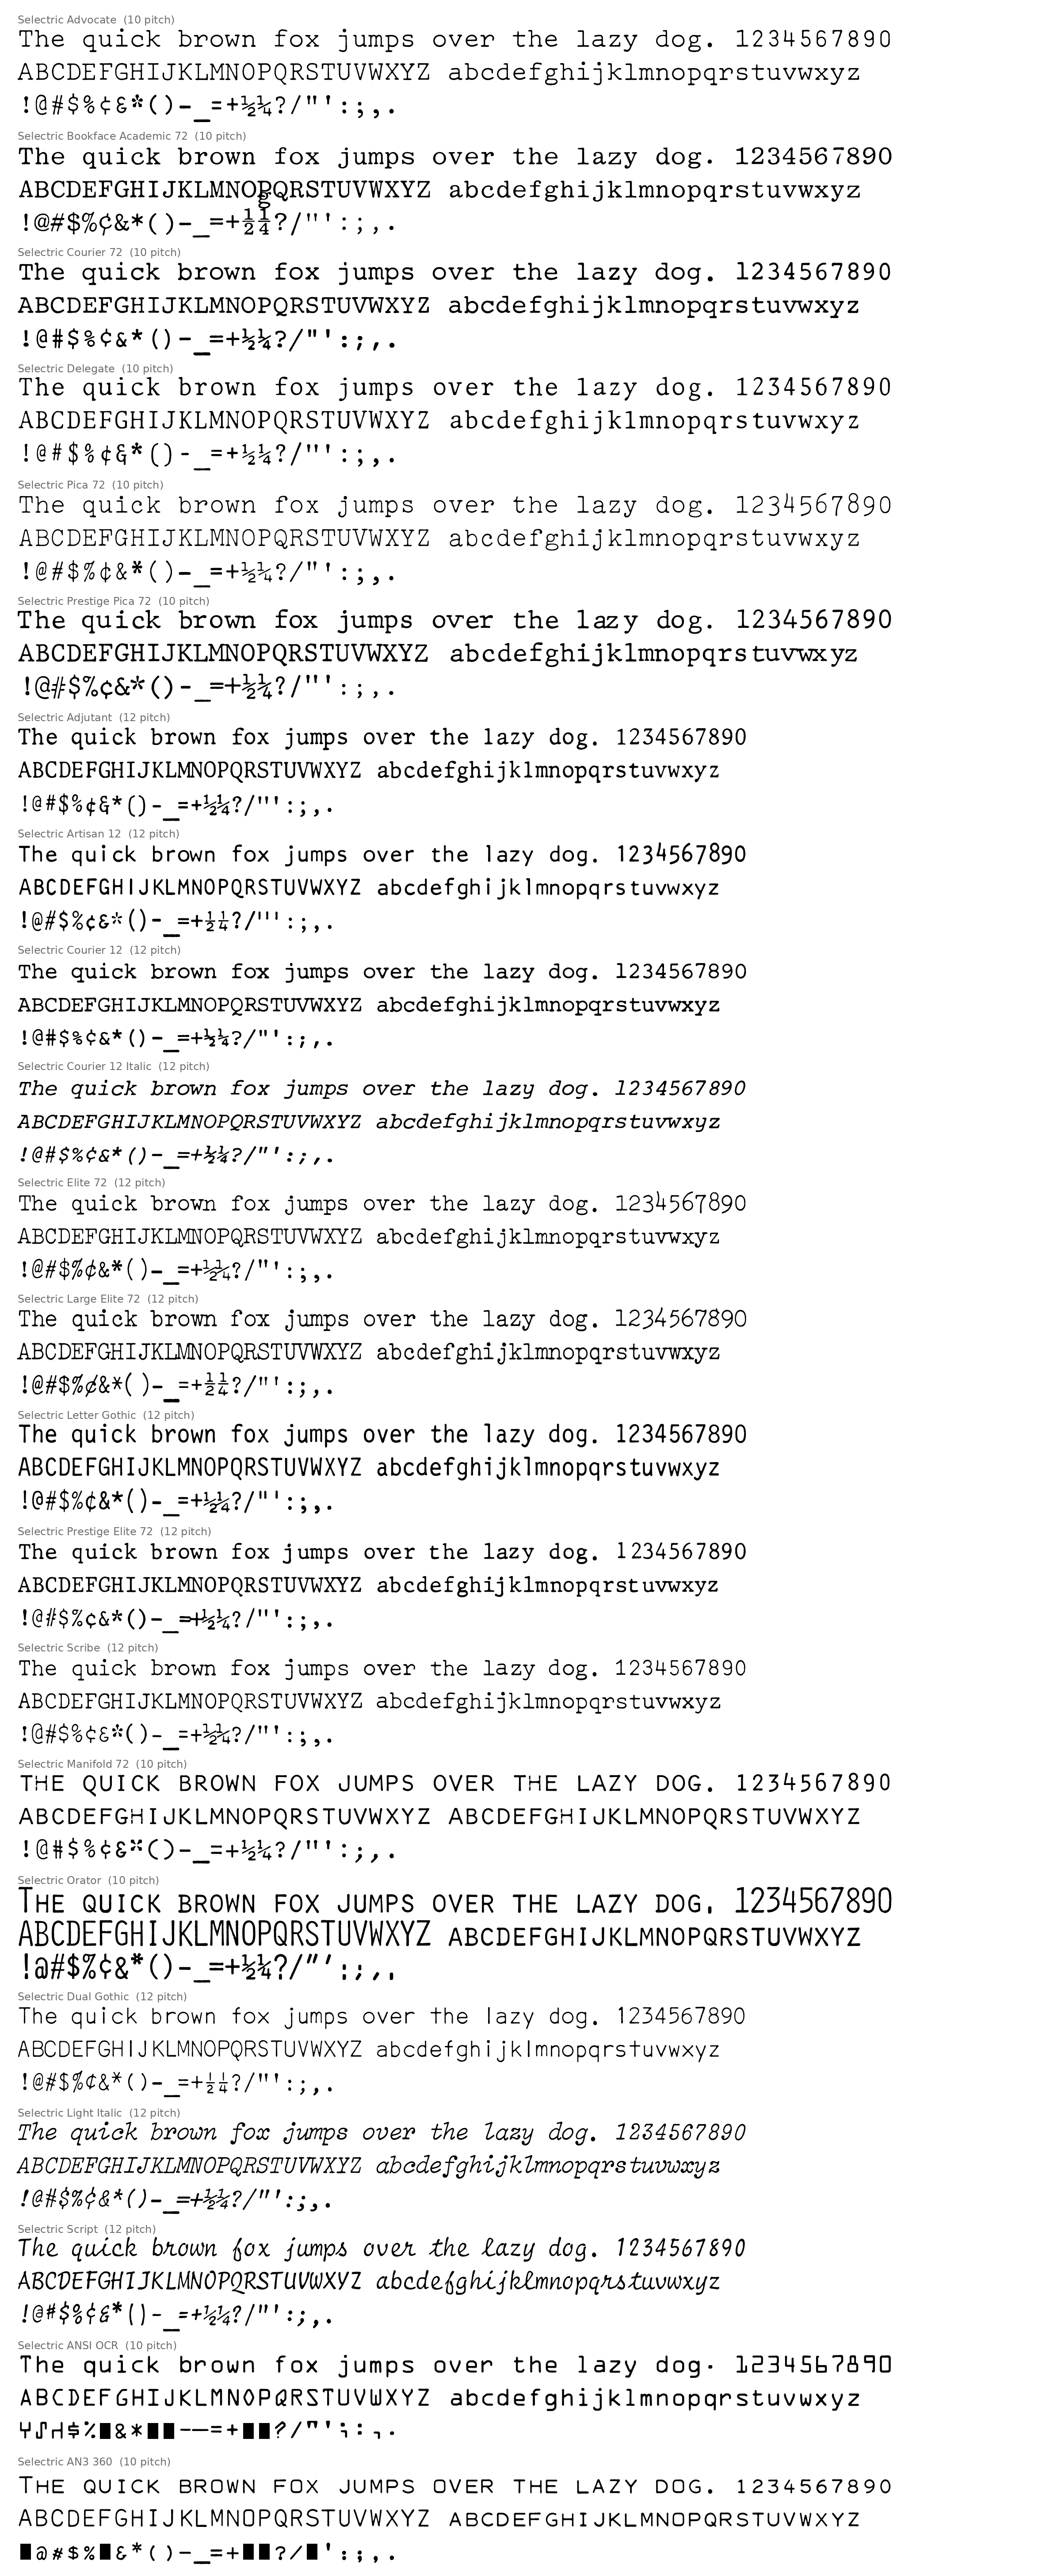 Selectric Advocate (10 pitch)
The quick brown fox jumps over the lazy dog. 1234567890
ABCDEFGHIJKLMNOPQRSTUVWXYZ abcdefghijklmnopqrstuvwxyz
!@#$%¢&*()-_=+½¼?/"':;,.
Selectric Bookface Academic 72 (10 pitch)
The quick brown fox jumps over the lazy dog. 1234567890
ABCDEFGHIJKLMNOPQRSTUVWXYZ abcdefghijklmnopqrstuvwxyz
!@#$%¢&*()-_=+½¼?/"':;,.
Selectric Courier 72 (10 pitch)
The quick brown fox jumps over the lazy dog. 1234567890
ABCDEFGHIJKLMNOPQRSTUVWXYZ abcdefghijklmnopqrstuvwxyz
!@#$%¢&*()-_=+½¼?/"':;,.
Selectric Delegate (10 pitch)
The quick brown fox jumps over the lazy dog. 1234567890
ABCDEFGHIJKLMNOPQRSTUVWXYZ abcdefghijklmnopqrstuvwxyz
!@#$%¢&*()-_=+½¼?/"':;,.
Selectric Pica 72 (10 pitch)
The quick brown fox jumps over the lazy dog. 1234567890
ABCDEFGHIJKLMNOPQRSTUVWXYZ abcdefghijklmnopqrstuvwxyz
!@#$%¢&*()-_=+½¼?/"':;,.
Selectric Prestige Pica 72 (10 pitch)
The quick brown fox jumps over the lazy dog. 1234567890
ABCDEFGHIJKLMNOPQRSTUVWXYZ abcdefghijklmnopqrstuvwxyz
!@#$%¢&*()-_=+½¼?/"':;,.
Selectric Adjutant (12 pitch)
The quick brown fox jumps over the lazy dog. 1234567890
ABCDEFGHIJKLMNOPQRSTUVWXYZ abcdefghijklmnopqrstuvwxyz
!@#$%¢&*()-_=+½¼?/"':;,.
Selectric Artisan 12 (12 pitch)
The quick brown fox jumps over the lazy dog. 1234567890
ABCDEFGHIJKLMNOPQRSTUVWXYZ abcdefghijklmnopqrstuvwxyz
!@#$%¢&*()-_=+½¼?/"':;,.
Selectric Courier 12 (12 pitch)
The quick brown fox jumps over the lazy dog. 1234567890
ABCDEFGHIJKLMNOPQRSTUVWXYZ abcdefghijklmnopqrstuvwxyz
!@#$%¢&*()-_=+½¼?/"':;,.
Selectric Courier 12 Italic (12 pitch)
The quick brown fox jumps over the lazy dog. 1234567890
ABCDEFGHIJKLMNOPQRSTUVWXYZ abcdefghijklmnopqrstuvwxyz
!@#$%¢&*()-_=+½¼?/"':;,.
Selectric Elite 72 (12 pitch)
The quick brown fox jumps over the lazy dog. 1234567890
ABCDEFGHIJKLMNOPQRSTUVWXYZ abcdefghijklmnopqrstuvwxyz
!@#$%¢&*()-_=+½¼?/"':;,.
Selectric Large Elite 72 (12 pitch)
The quick brown fox jumps over the lazy dog. 1234567890
ABCDEFGHIJKLMNOPQRSTUVWXYZ abcdefghijklmnopqrstuvwxyz
!@#$%¢&*()-_=+½¼?/"':;,.
Selectric Letter Gothic (12 pitch)
The quick brown fox jumps over the lazy dog. 1234567890
ABCDEFGHIJKLMNOPQRSTUVWXYZ abcdefghijklmnopqrstuvwxyz
!@#$%¢&*()-_=+½¼?/"':;,.
Selectric Prestige Elite 72 (12 pitch)
The quick brown fox jumps over the lazy dog. 1234567890
ABCDEFGHIJKLMNOPQRSTUVWXYZ abcdefghijklmnopqrstuvwxyz
!@#$%¢&*()-_=+½¼?/"':;,.
Selectric Scribe (12 pitch)
The quick brown fox jumps over the lazy dog. 1234567890
ABCDEFGHIJKLMNOPQRSTUVWXYZ abcdefghijklmnopqrstuvwxyz
!@#$%¢&*()-_=+½¼?/"':;,.
Selectric Manifold 72 (10 pitch)
THE QUICK BROWN FOX JUMPS OVER THE LAZY DOG. 1234567890
ABCDEFGHIJKLMNOPQRSTUVWXYZ ABCDEFGHIJKLMNOPQRSTUVWXYZ
!@#$%¢&*()-_=+½¼?/"':;,.
Selectric Orator (10 pitch)
THE QUICK BROWN FOX JUMPS OVER THE LAZY DOG. 1234567890
ABCDEFGHIJKLMNOPQRSTUVWXYZ ABCDEFGHIJKLMNOPQRSTUVWXYZ
!@#$%¢&*()-_=+½¼?/"':;,.
Selectric Dual Gothic (12 pitch)
The quick brown fox jumps over the lazy dog. 1234567890
ABCDEFGHIJKLMNOPQRSTUVWXYZ abcdefghijklmnopqrstuvwxyz
!@#$%¢&*()-_=+½¼?/"':;,.
Selectric Light Italic (12 pitch)
The quick brown fox jumps over the lazy dog. 1234567890
ABCDEFGHIJKLMNOPQRSTUVWXYZ abcdefghijklmnopqrstuvwxyz
!@#$%¢&*()-_=+½¼?/"':;,.
Selectric Script (12 pitch)
The quick brown fox jumps over the lazy dog. 1234567890
ABCDEFGHIJKLMNOPQRSTUVWXYZ abcdefghijklmnopqrstuvwxyz
!@#$%¢&*()-_=+½¼?/"':;,.
Selectric ANSI OCR (10 pitch)
The quick brown fox jumps over the lazy dog. 1234567890
ABCDEFGHIJKLMNOPQRSTUVWXYZ abcdefghijklmnopqrstuvwxyz
⑂⑀⑁$%■&*■■-—=+■■?/"';:,.
Selectric AN3 360 (10 pitch)
THE QUICK BROWN FOX JUMPS OVER THE LAZY DOG. 1234567890
ABCDEFGHIJKLMNOPQRSTUVWXYZ ABCDEFGHIJKLMNOPQRSTUVWXYZ
■@#$%■&*()-_=+■■?/■':;,.